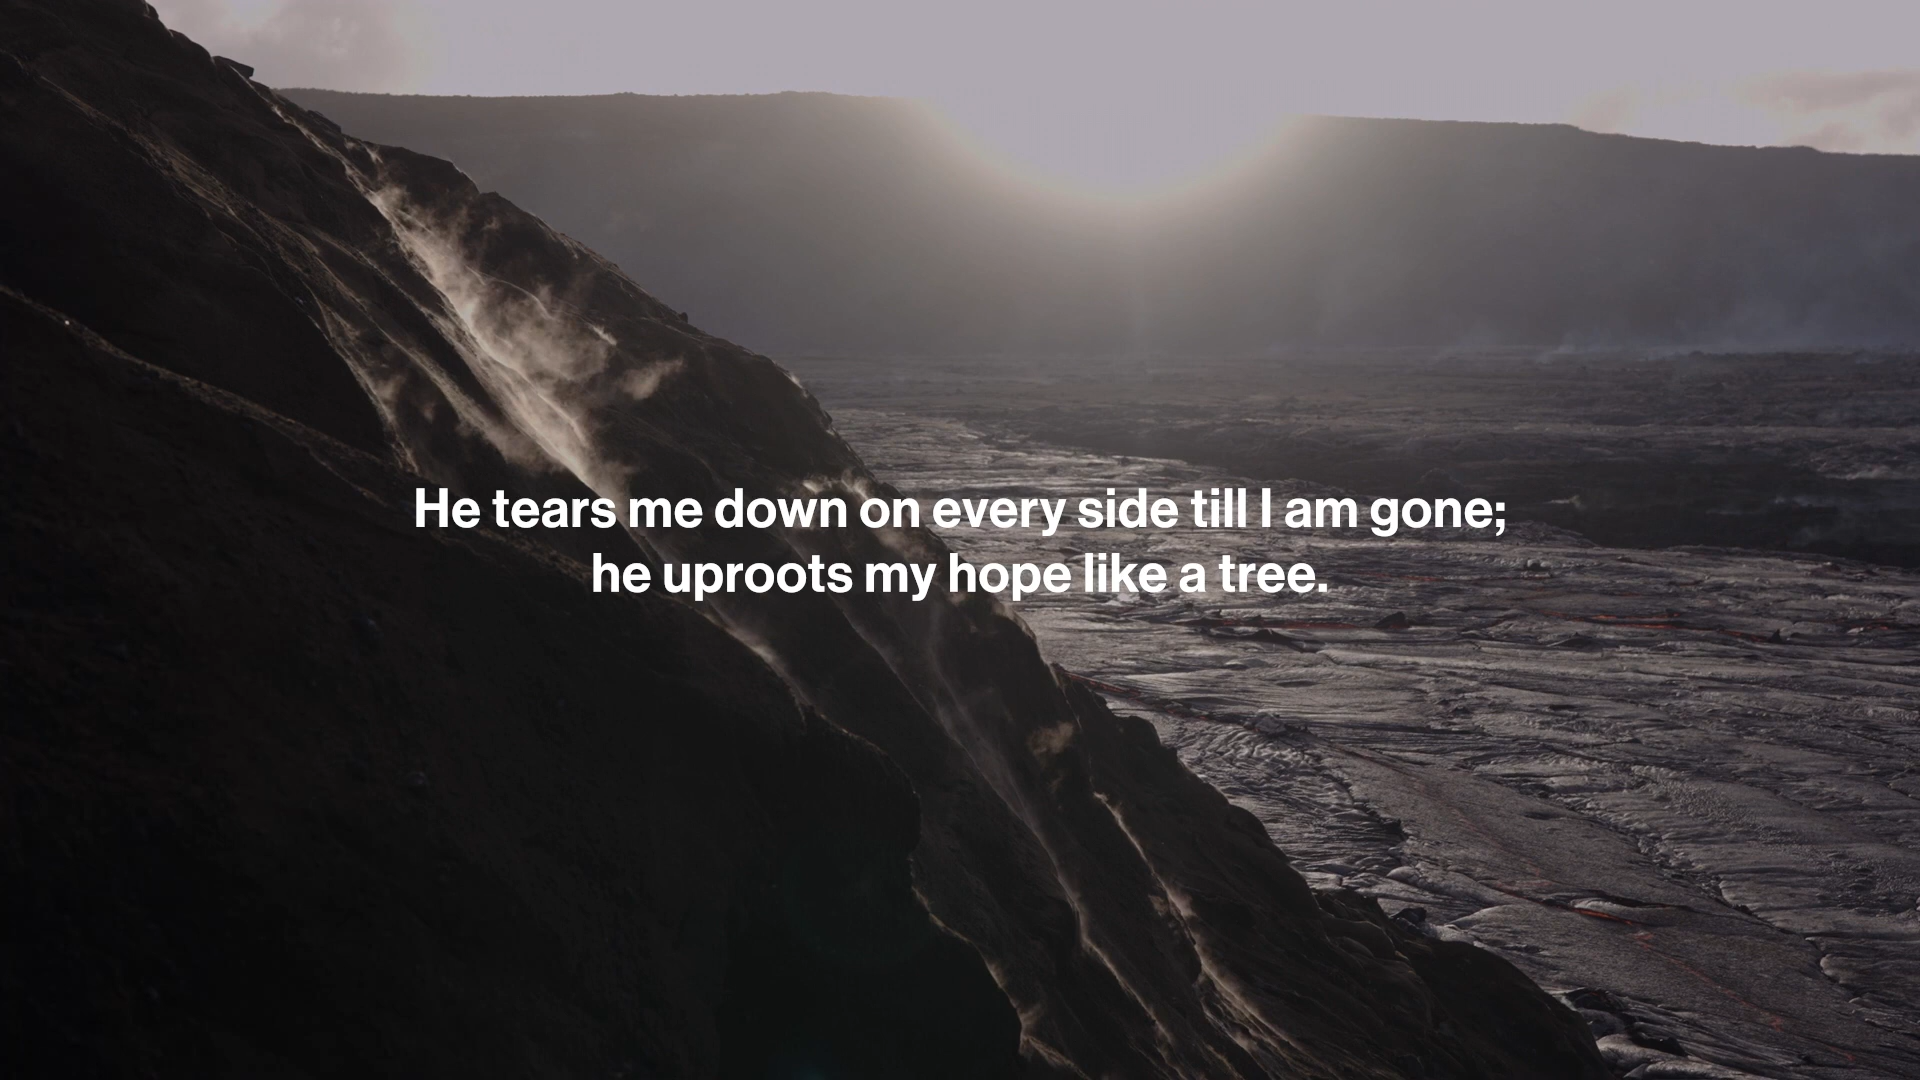 He tears me down on every side till I am gone;
he uproots my hope like a tree.